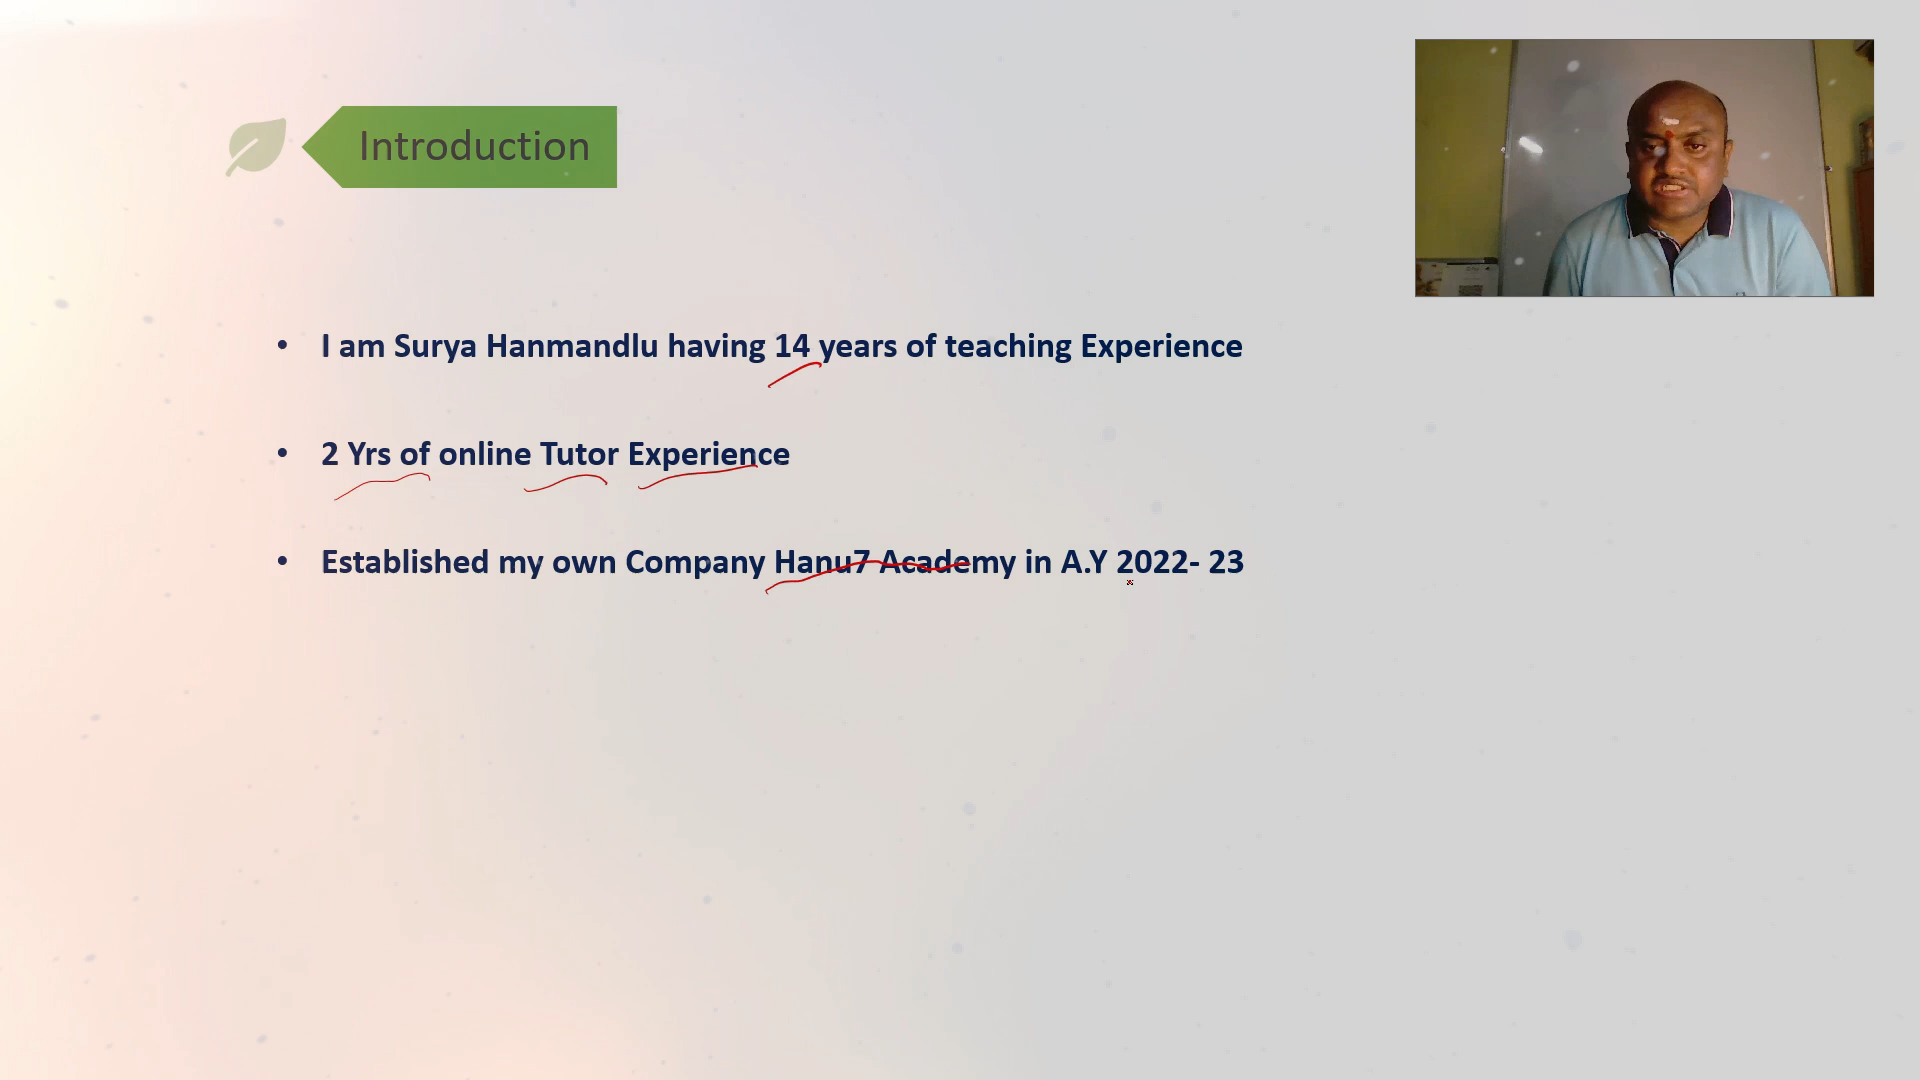 Introduction
• I am Surya Hanmandlu having 14 years of teaching Experience
• 2 Yrs of online Tutor Experience
• Established my own Company Hanu7 Academy in A.Y 2022- 23